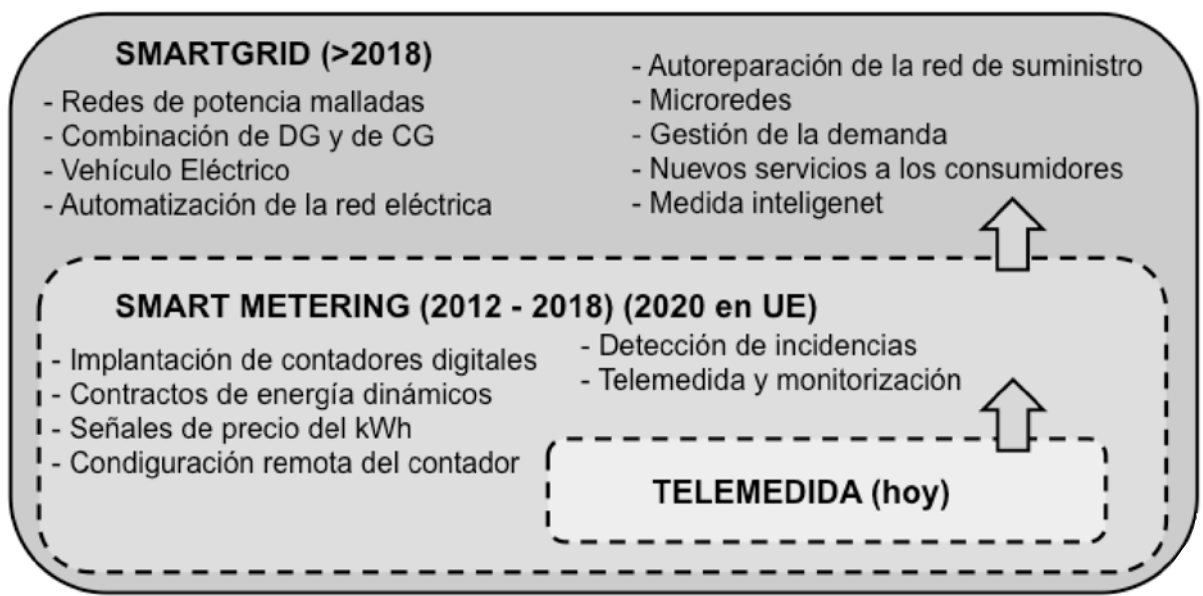 SMARTGRID (>2018)
- Redes de potencia malladas
- Combinación de DG y de CG
- Vehículo Eléctrico
- Automatización de la red eléctrica
- Autoreparación de la red de suministro
- Microredes
- Gestión de la demanda
- Nuevos servicios a los consumidores
- Medida inteligenet
SMART METERING (2012 - 2018) (2020 en UE)
- Implantación de contadores digitales
- Contractos de energía dinámicos
- Señales de precio del kWh
- Condiguración remota del contador
- Detección de incidencias
- Telemedida y monitorización
TELEMEDIDA (hoy)